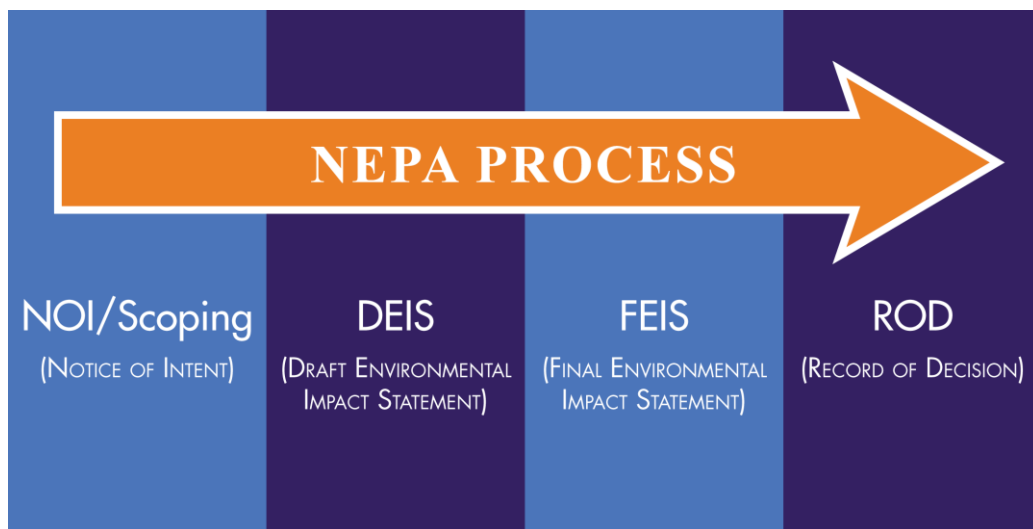 NEPA PROCESS
NOI/Scoping
(Notice of Intent)
DEIS
(Draft Environmental
Impact Statement)
FEIS
(Final Environmental
Impact Statement)
ROD
(Record of Decision)